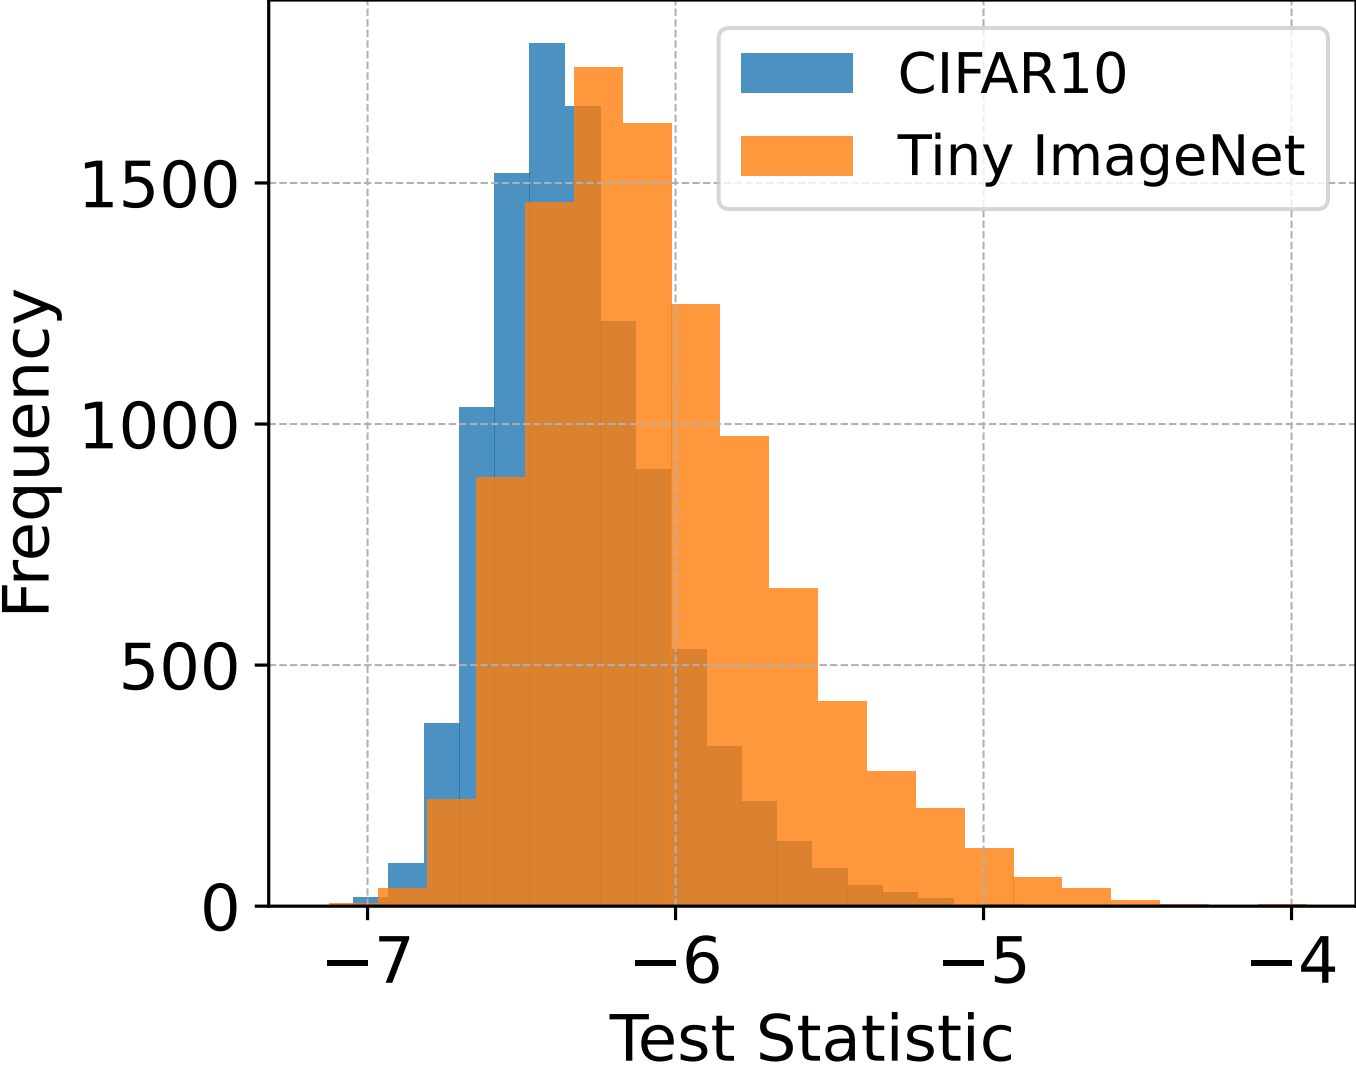 CIFAR10
Tiny ImageNet
1500
1000
500
0
Frequency
−7 −6 −5 −4
Test Statistic